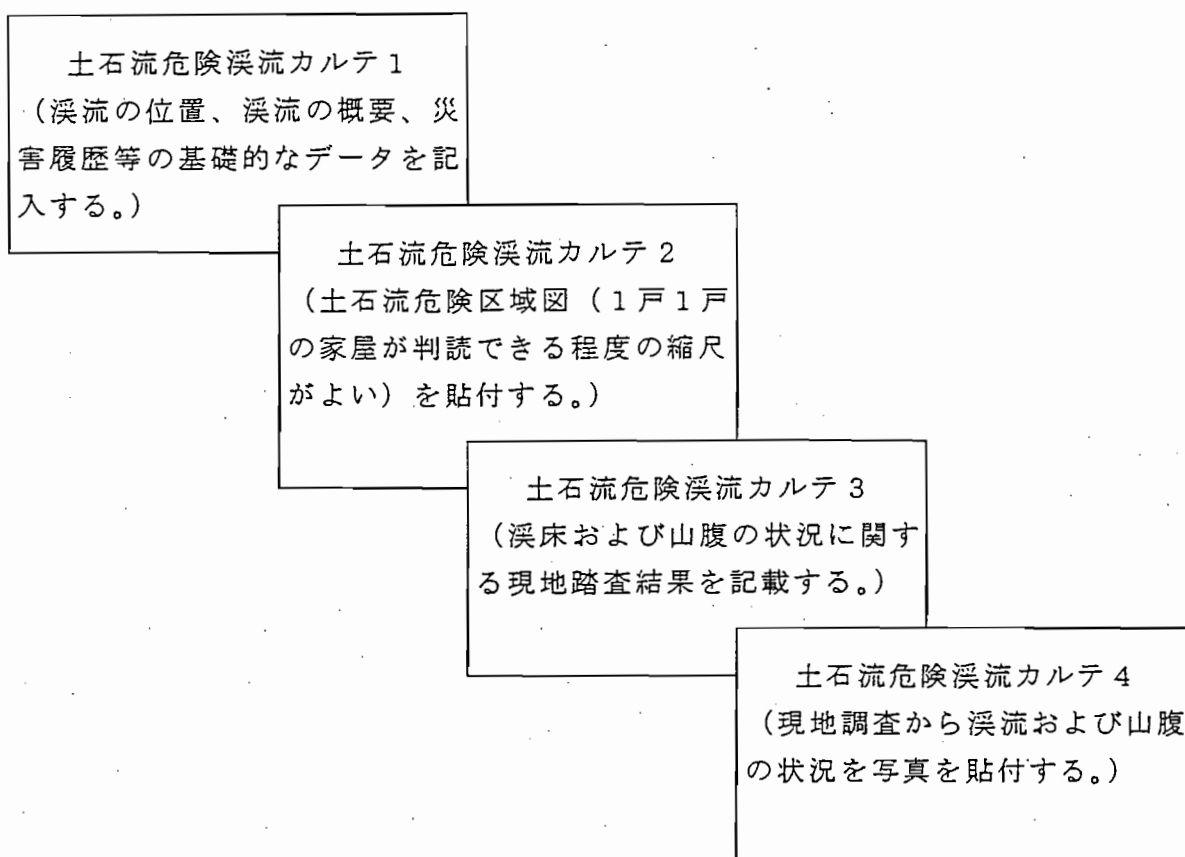 土石流危険渓流カルテ1
(渓流の位置、渓流の概要、災
害履歴等の基礎的なデータを記
入する。)
土石流危険渓流カルテ2
(土石流危険区域図(1戸1戸
の家屋が判読できる程度の縮尺
がよい)を貼付する。)
土石流危険渓流カルテ3
(渓床および山腹の状況に関す
る現地踏査結果を記載する。)
土石流危険渓流カルテ4
(現地調査から渓流および山腹
の状況を写真を貼付する。)